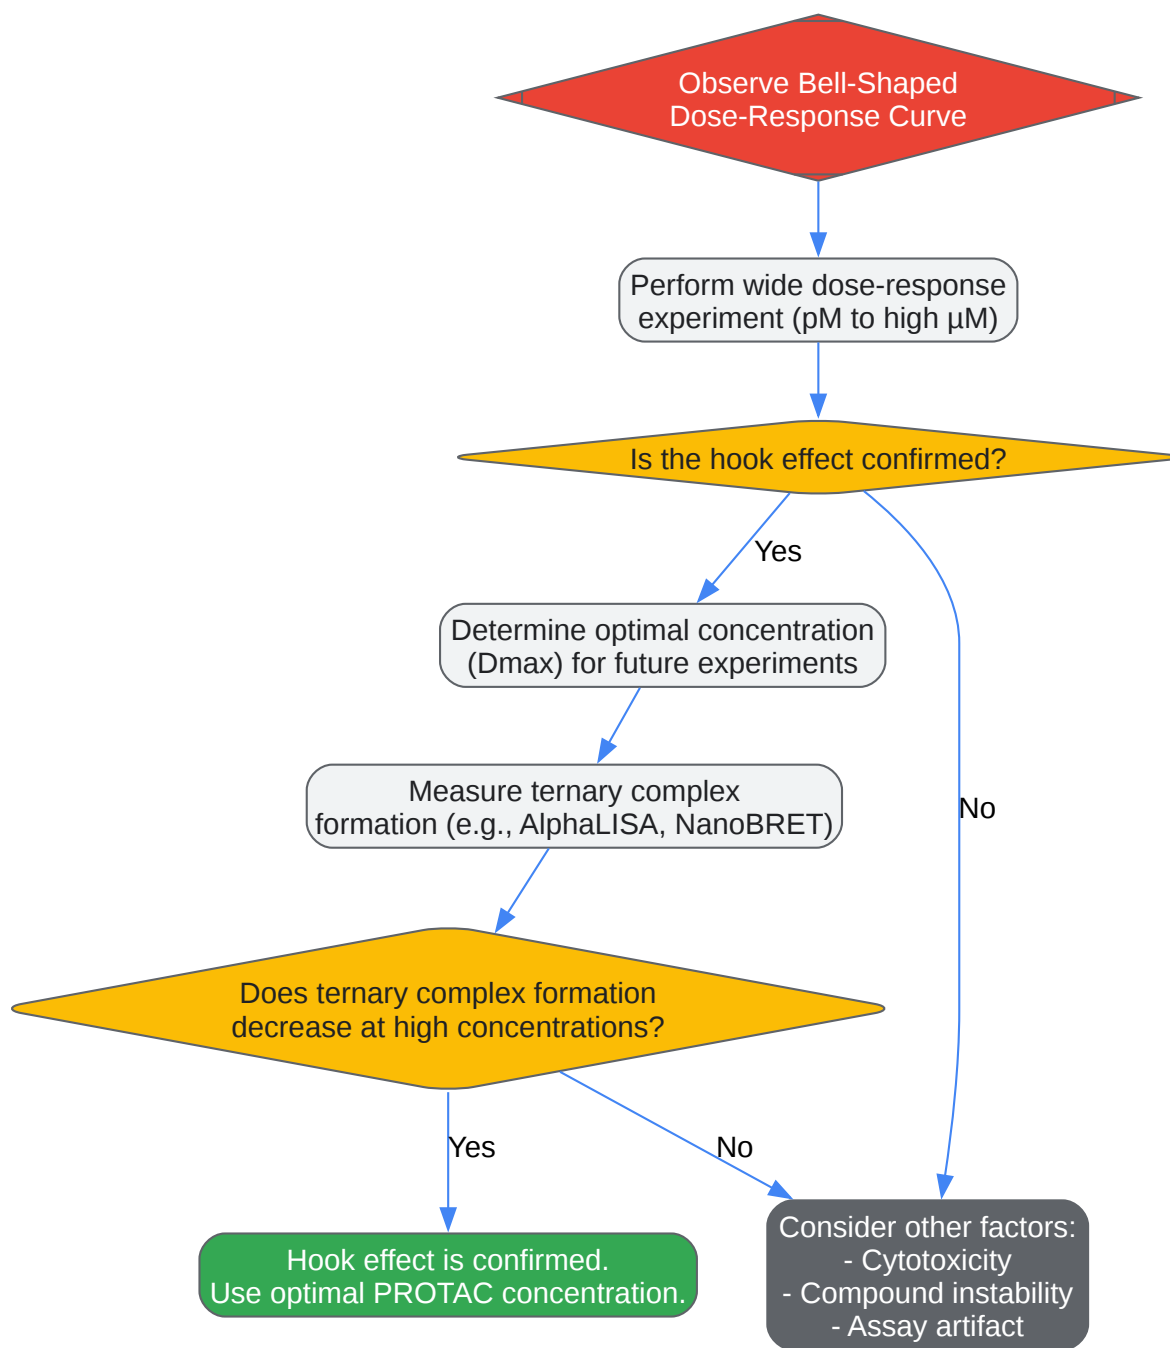 Observe Bell-Shaped
Dose-Response Curve
Perform wide dose-response
experiment (pM to high µM)
Is the hook effect confirmed?
Yes
Determine optimal concentration
(Dmax) for future experiments
Measure ternary complex
formation (e.g., AlphaLISA, NanoBRET)
No
Does ternary complex formation
decrease at high concentrations?
Yes
No
Hook effect is confirmed.
Use optimal PROTAC concentration.
Consider other factors:
- Cytotoxicity
- Compound instability
- Assay artifact